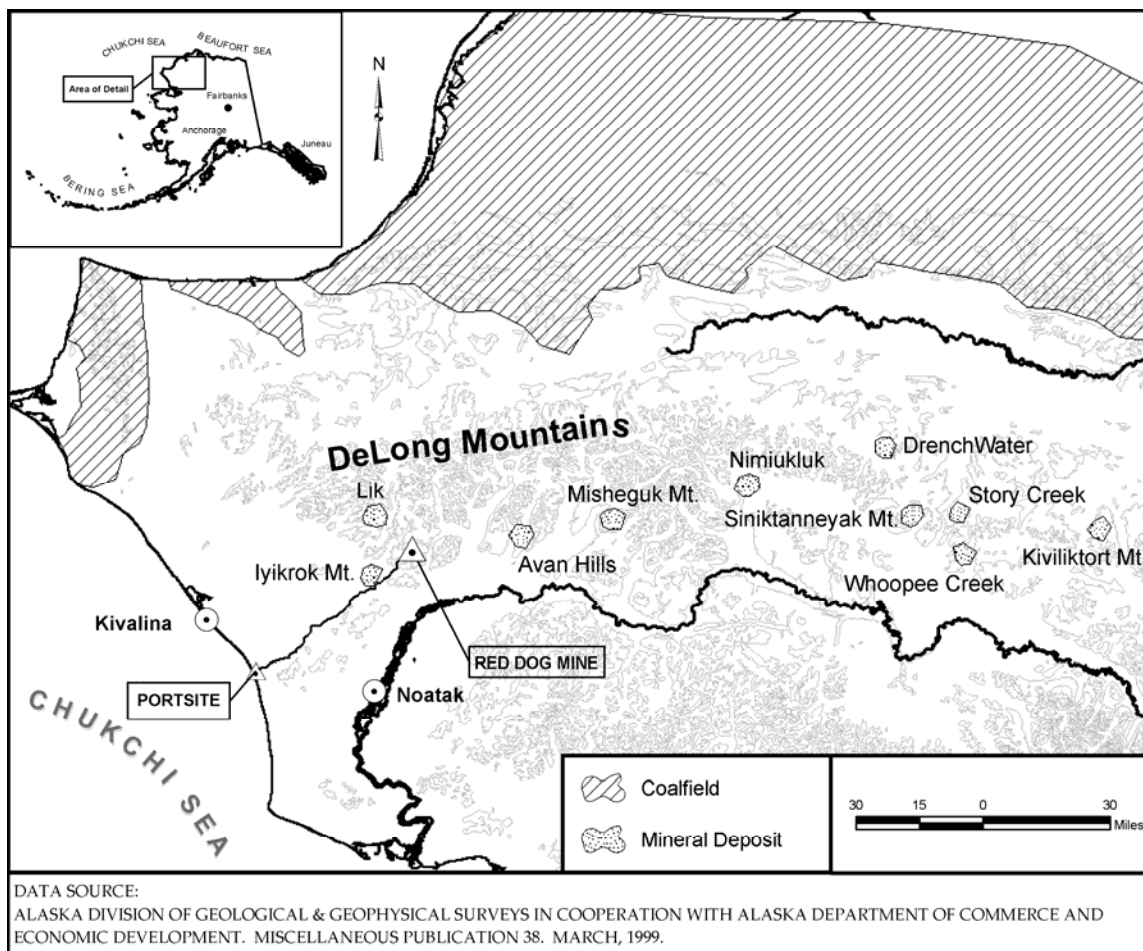 CHUKCHI SEA
BEAUFORT SEA
Area of Detail
Fairbanks
Anchorage
Juneau
BERING SEA
N
DeLong Mountains
DrenchWater
Nimiukluk
Lik
Misheguk Mt.
Story Creek
Siniktanneyak Mt.
Kiviliktort Mt.
Avan Hills
Iyikrok Mt.
Whoopee Creek
Kivalina
RED DOG MINE
PORTSITE
Noatak
CHUKCHI SEA
Coalfield
Mineral Deposit
30 15 0 30
Miles
DATA SOURCE:
ALASKA DIVISION OF GEOLOGICAL & GEOPHYSICAL SURVEYS IN COOPERATION WITH ALASKA DEPARTMENT OF COMMERCE AND
ECONOMIC DEVELOPMENT. MISCELLANEOUS PUBLICATION 38. MARCH, 1999.